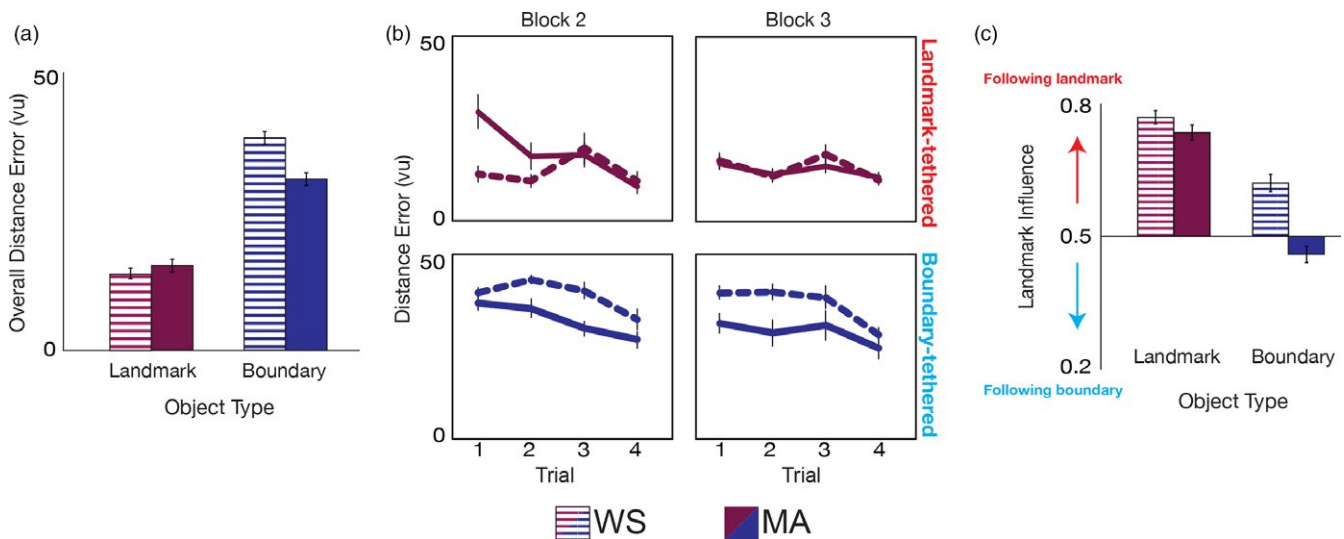 (a)
50
Overall Distance Error (vu)
0
Landmark Boundary
Object Type
(b)
Block 2 Block 3
50
0
Distance Error (vu)
Landmark-tethered
50
0
Boundary-tethered
1 2 3 4 1 2 3 4
Trial Trial
WS MA
(c)
Following landmark
0.8
Landmark Influence
0.5
Landmark Boundary
0.2
Following boundary
Object Type